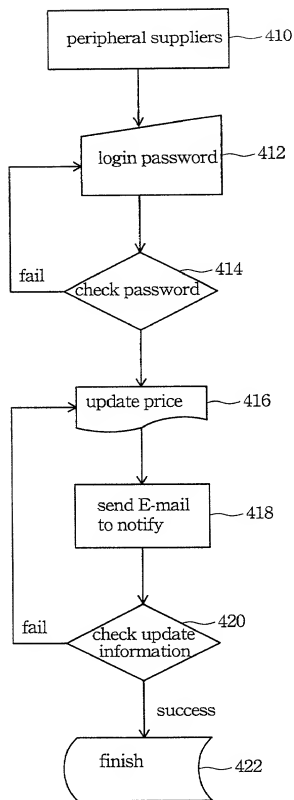 peripheral suppliers
410
login password
412
414
fail
check password
update price
416
send E-mail
to notify
418
420
fail
check update
information
success
finish
422